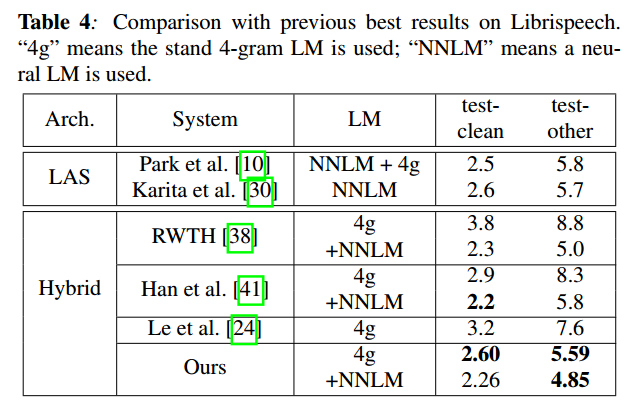 Table 4: Comparison with previous best results on Librispeech.
“4g” means the stand 4-gram LM is used; “NNLM” means a neu-
ral LM is used.
Arch. System LM test-clean test-other
LAS Park et al. [10] NNLM + 4g 2.5 5.8
Karita et al. [30] NNLM 2.6 5.7
Hybrid RWTH [38] 4g 3.8 8.8
+NNLM 2.3 5.0
Han et al. [41] 4g 2.9 8.3
+NNLM 2.2 5.8
Le et al. [24] 4g 3.2 7.6
Ours 4g 2.60 5.59
+NNLM 2.26 4.85